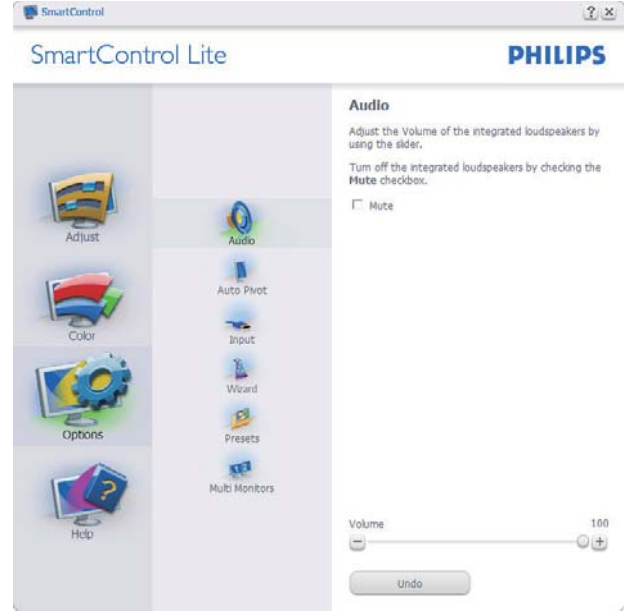 SmartControl
? x
SmartControl Lite
PHILIPS
Adjust
Color
Options
Help
Audio
Auto Pivot
Input
Wizard
Presets
Multi Monitors
Audio
Adjust the Volume of the integrated loudspeakers by
using the slider.
Turn off the integrated loudspeakers by checking the
Mute checkbox.
Mute
Volume 100
Undo